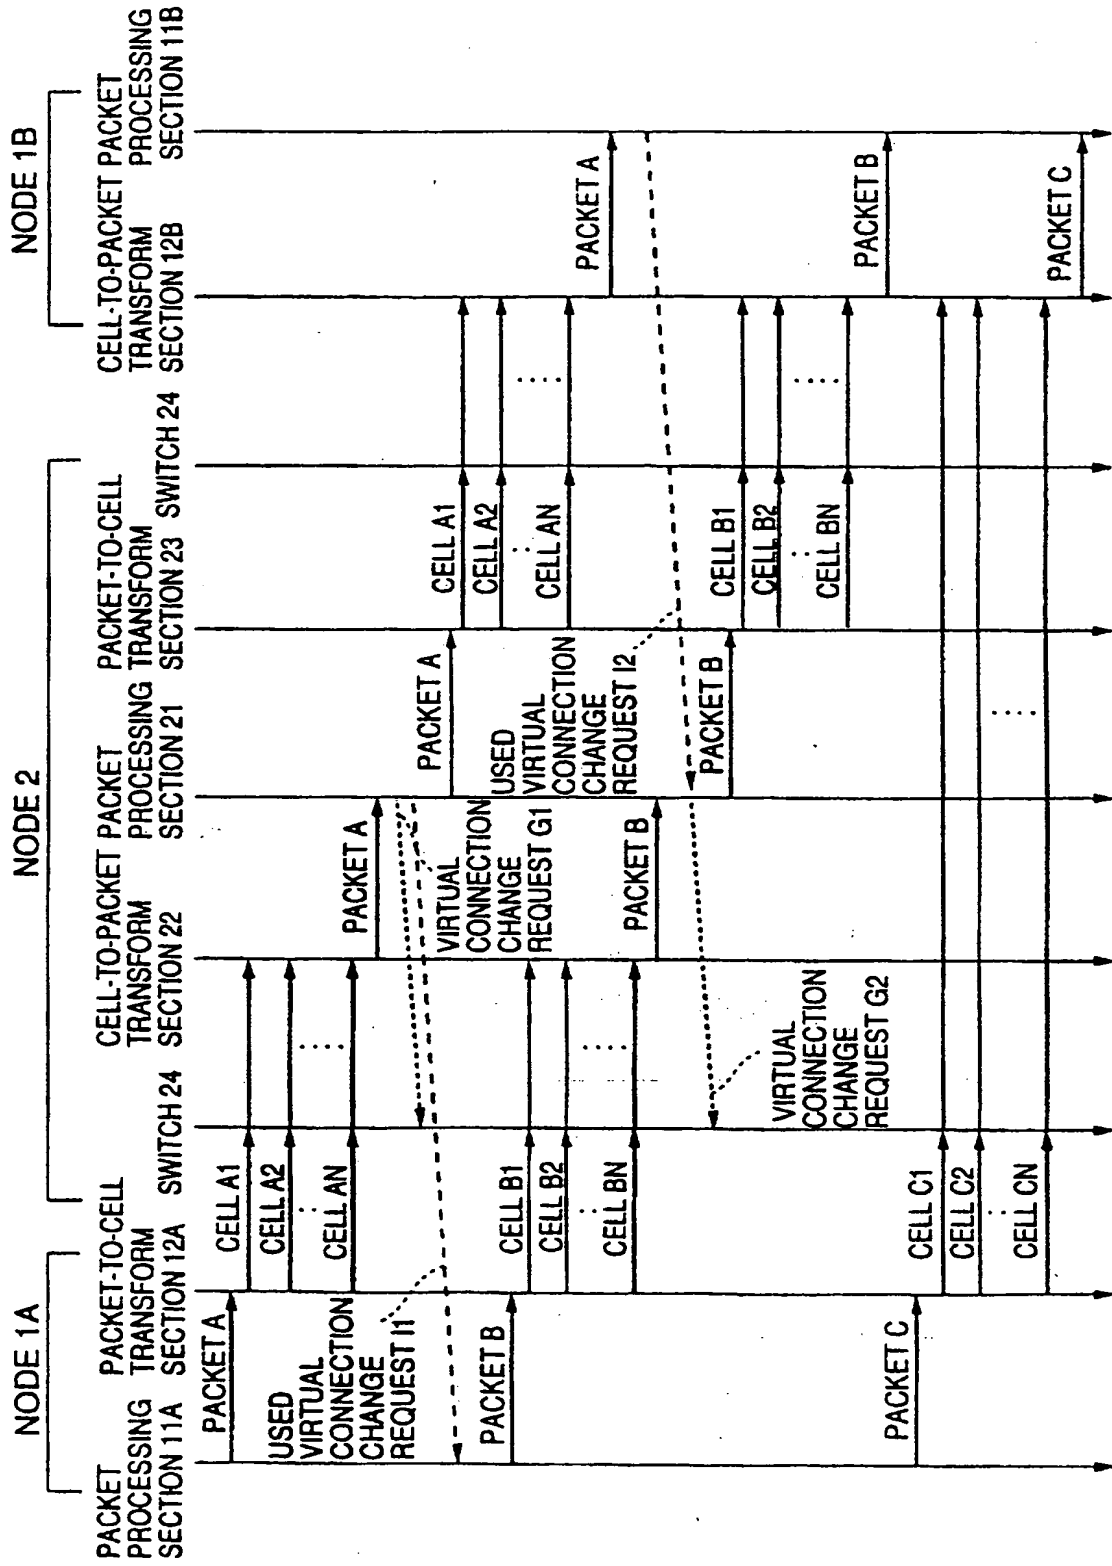 NODE 1A
NODE 2
NODE 1B
PACKET
PROCESSING
SECTION 11A
PACKET-TO-CELL
TRANSFORM
SECTION 12A
SWITCH 24
CELL-TO-PACKET
TRANSFORM
SECTION 22
PACKET
PROCESSING
SECTION 21
PACKET-TO-CELL
TRANSFORM
SECTION 23
SWITCH 24
CELL-TO-PACKET
TRANSFORM
SECTION 12B
PACKET
PROCESSING
SECTION 11B
PACKET A
CELL A1
CELL A2
CELL AN
PACKET A
USED
VIRTUAL
CONNECTION
CHANGE
REQUEST I1
VIRTUAL
CONNECTION
CHANGE
REQUEST G1
PACKET A
CELL A1
CELL A2
CELL AN
PACKET A
PACKET B
CELL B1
CELL B2
CELL BN
PACKET B
USED
VIRTUAL
CONNECTION
CHANGE
REQUEST I2
VIRTUAL
CONNECTION
CHANGE
REQUEST G2
PACKET B
CELL B1
CELL B2
CELL BN
PACKET B
PACKET C
CELL C1
CELL C2
CELL CN
PACKET C